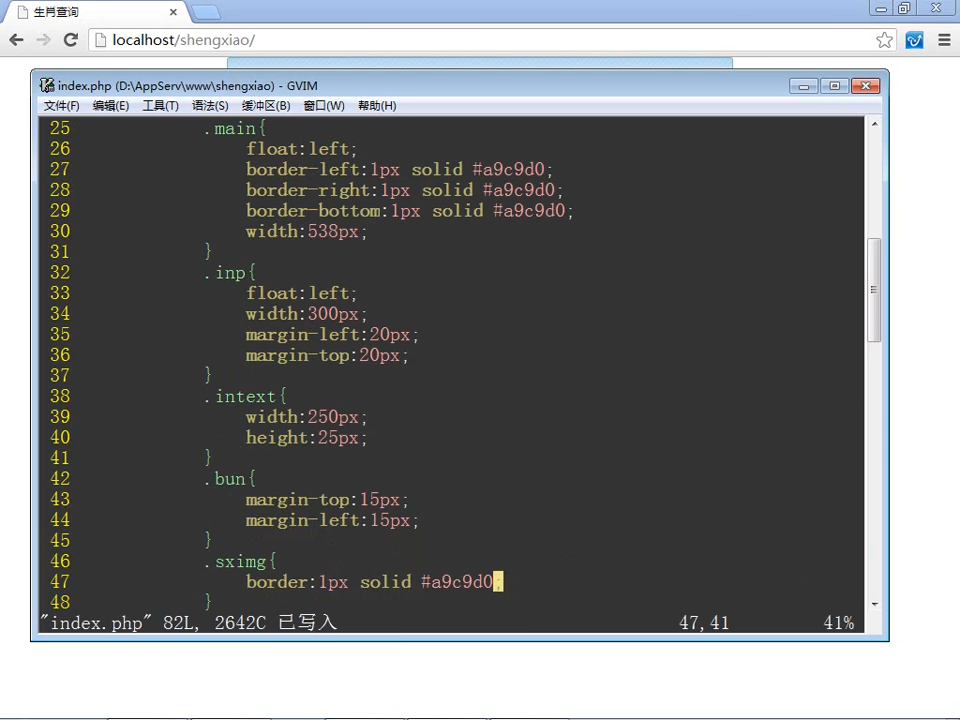 生肖查询
localhost/shengxiao/
index.php (D:\AppServ\www\shengxiao) - GVIM
文件(F) 编辑(E) 工具(T) 语法(S) 缓冲区(B) 窗口(W) 帮助(H)
25 .main{
26 float:left;
27 border-left:1px solid #a9c9d0;
28 border-right:1px solid #a9c9d0;
29 border-bottom:1px solid #a9c9d0;
30 width:538px;
31 }
32 .inp{
33 float:left;
34 width:300px;
35 margin-left:20px;
36 margin-top:20px;
37 }
38 .intext{
39 width:250px;
40 height:25px;
41 }
42 .bun{
43 margin-top:15px;
44 margin-left:15px;
45 }
46 .sximg{
47 border:1px solid #a9c9d0;
48 }
"index.php" 82L, 2642C 已写入 47,41 41%